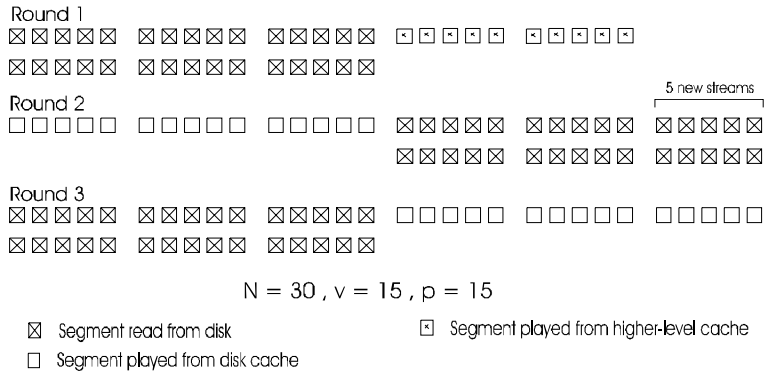 Round 1
5 new streams
Round 2
Round 3
N = 30 , v = 15 , p = 15
Segment read from disk
Segment played from higher-level cache
Segment played from disk cache